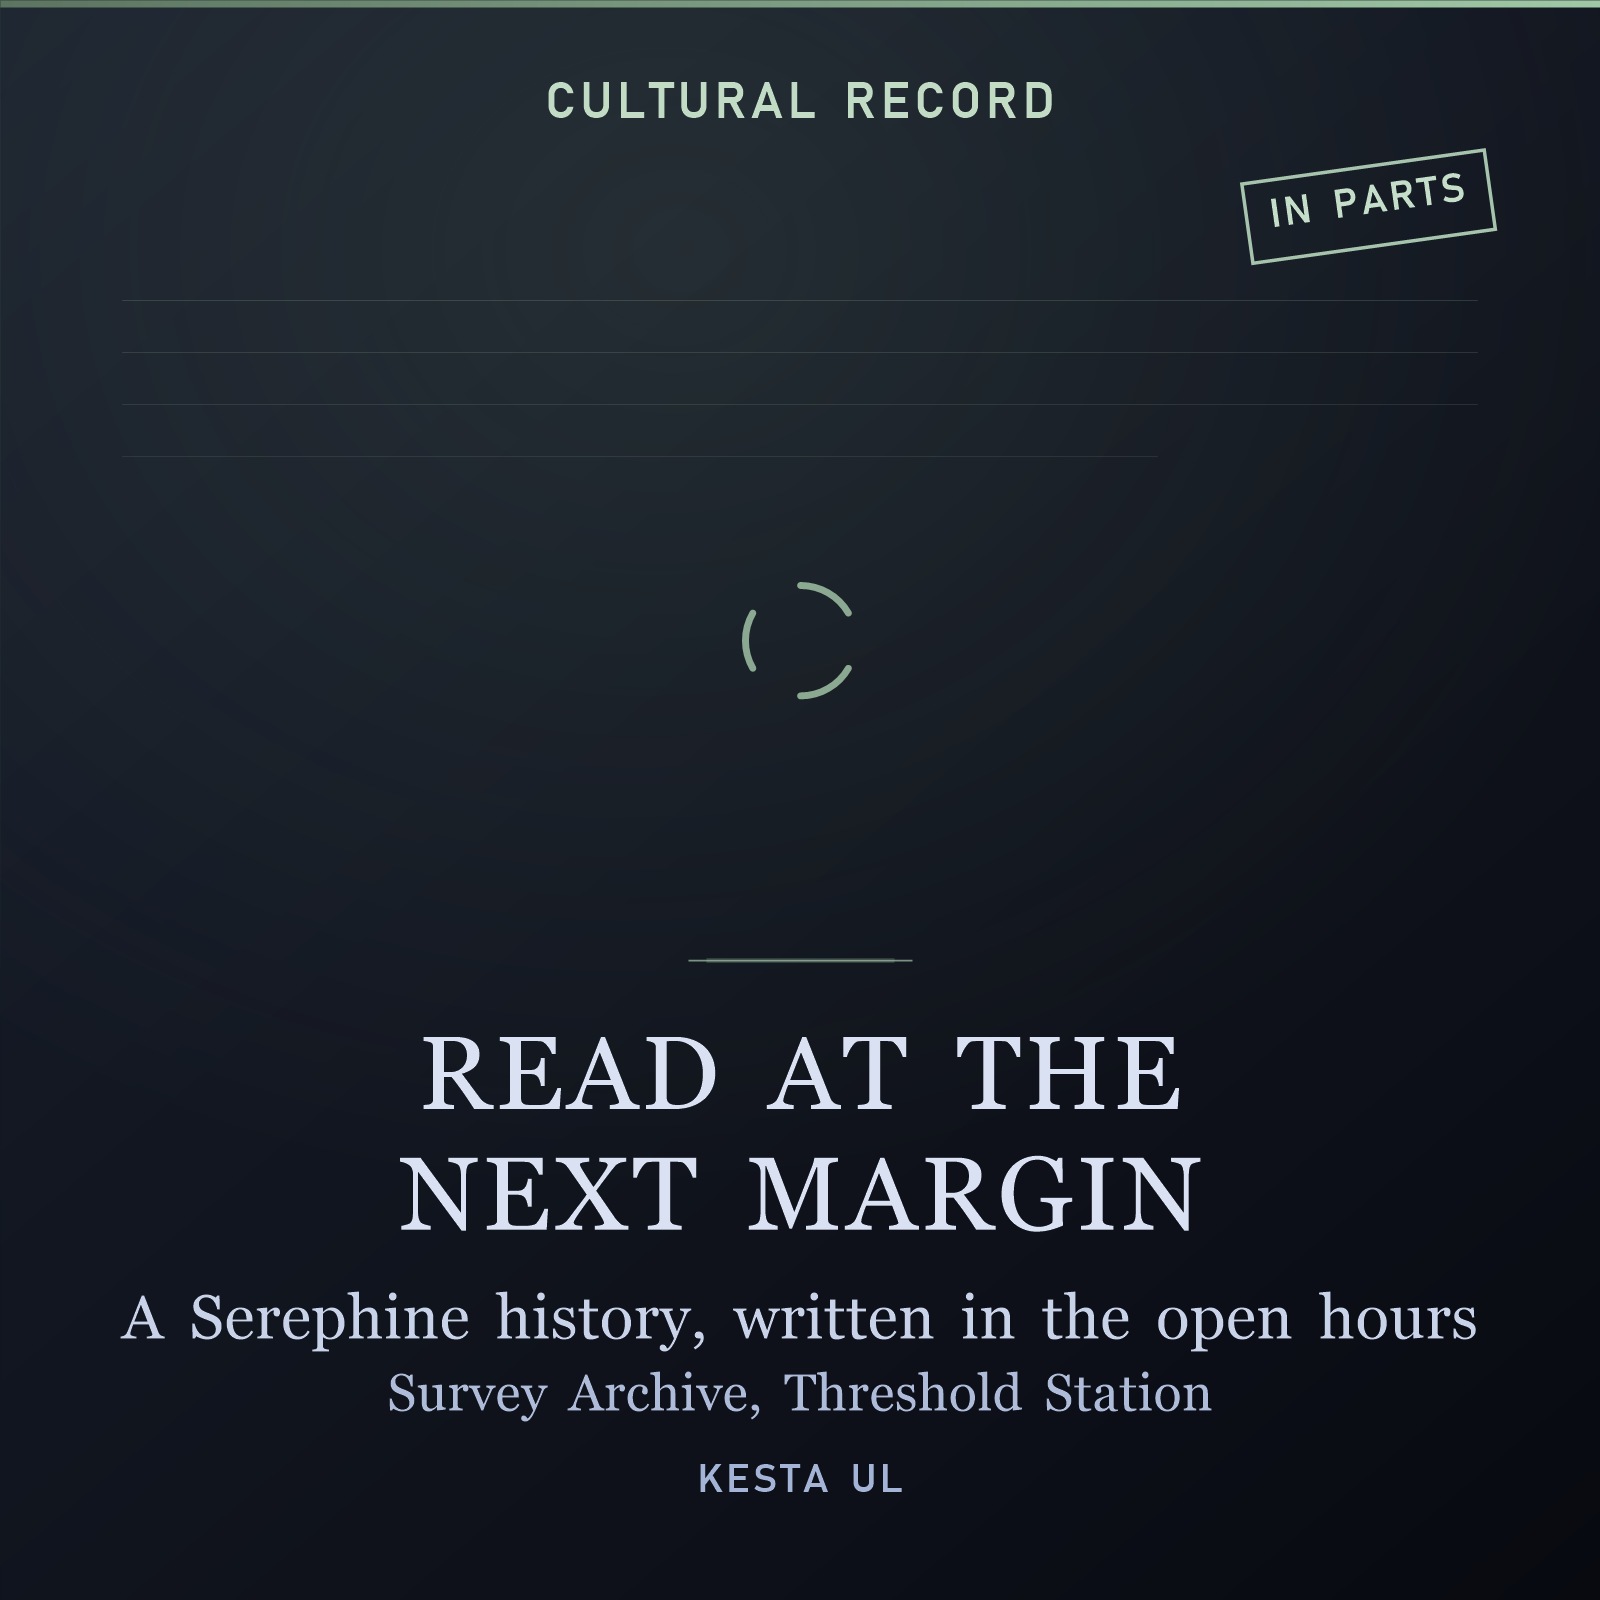 CULTURAL RECORD
IN PARTS
READ AT THE
NEXT MARGIN
A Serephine history, written in the open hours
Survey Archive, Threshold Station
KESTA UL